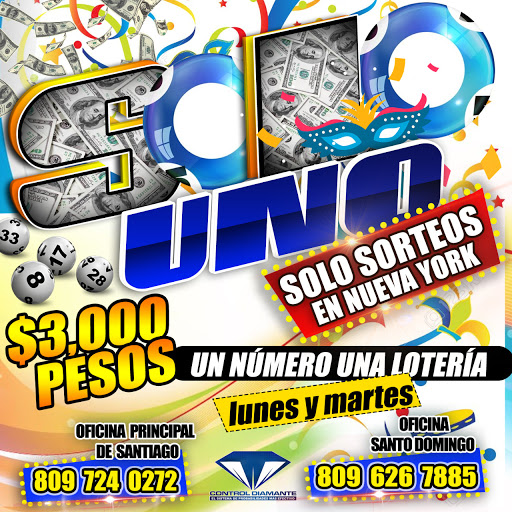 SOLO
UNO
SOLO SORTEOS
EN NUEVA YORK
33
8
17
28
$3,000
PESOS
UN NÚMERO UNA LOTERÍA
lunes y martes
OFICINA PRINCIPAL
DE SANTIAGO
809 724 0272
OFICINA
SANTO DOMINGO
809 626 7885
CONTROL DIAMANTE